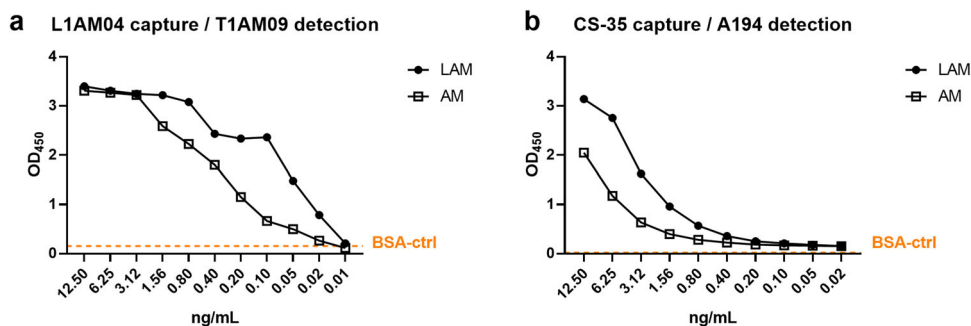 a L1AM04 capture / T1AM09 detection
4
3
2
1
0
OD450
LAM
AM
BSA-ctrl
12.50 6.25 3.12 1.56 0.80 0.40 0.20 0.10 0.05 0.02 0.01
ng/mL
b CS-35 capture / A194 detection
4
3
2
1
0
OD450
LAM
AM
BSA-ctrl
12.50 6.25 3.12 1.56 0.80 0.40 0.20 0.10 0.05 0.02
ng/mL